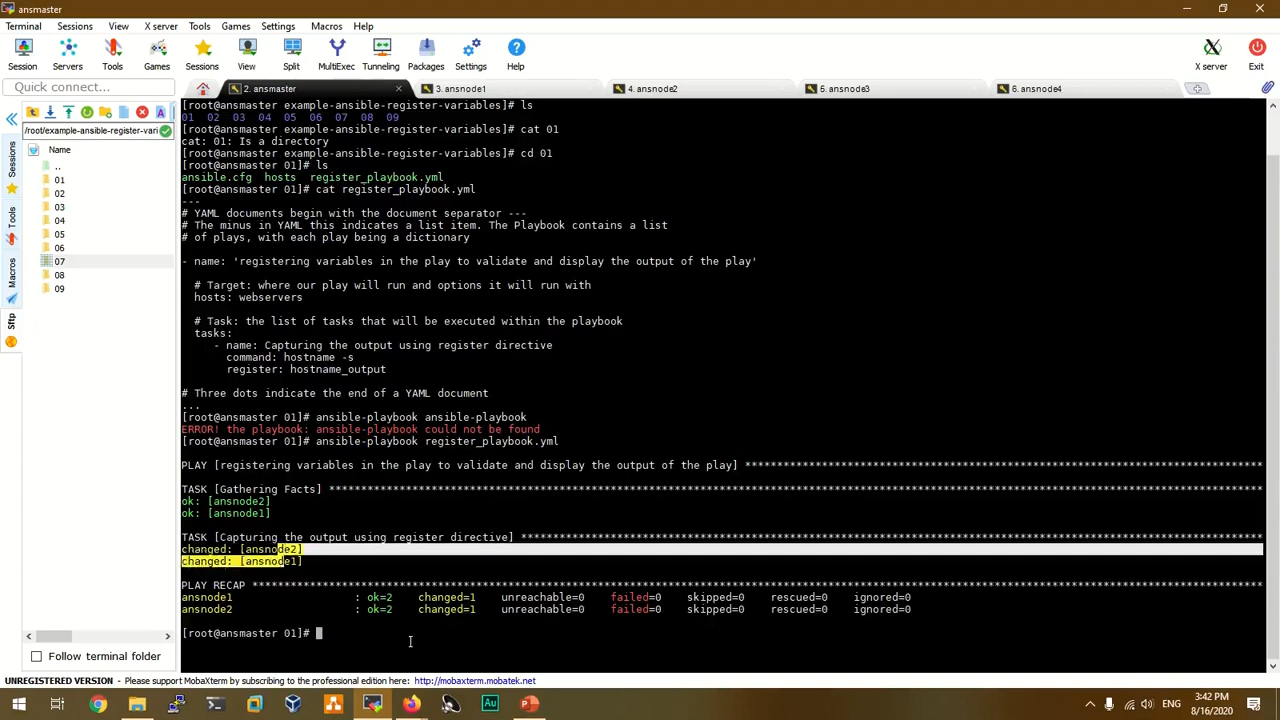 ansmaster
Terminal Sessions View X server Tools Games Settings Macros Help
Session Servers Tools Games Sessions View Split MultiExec Tunneling Packages Settings Help X server Exit
Quick connect...
2. ansmaster
3. ansnode1
4. ansnode2
5. ansnode3
6. ansnode4
/root/example-ansible-register-vari
Name
..
01
02
03
04
05
06
07
08
09
Sessions
Tools
Macros
Sftp
Follow terminal folder
[root@ansmaster example-ansible-register-variables]# ls
01 02 03 04 05 06 07 08 09
[root@ansmaster example-ansible-register-variables]# cat 01
cat: 01: Is a directory
[root@ansmaster example-ansible-register-variables]# cd 01
[root@ansmaster 01]# ls
ansible.cfg hosts register_playbook.yml
[root@ansmaster 01]# cat register_playbook.yml
---
# YAML documents begin with the document separator ---
# The minus in YAML this indicates a list item. The Playbook contains a list
# of plays, with each play being a dictionary
- name: 'registering variables in the play to validate and display the output of the play'
# Target: where our play will run and options it will run with
hosts: webservers
# Task: the list of tasks that will be executed within the playbook
tasks:
- name: Capturing the output using register directive
command: hostname -s
register: hostname_output
# Three dots indicate the end of a YAML document
...
[root@ansmaster 01]# ansible-playbook ansible-playbook
ERROR! the playbook: ansible-playbook could not be found
[root@ansmaster 01]# ansible-playbook register_playbook.yml
PLAY [registering variables in the play to validate and display the output of the play] *********************************************************************************
TASK [Gathering Facts] **************************************************************************************************************************************************
ok: [ansnode2]
ok: [ansnode1]
TASK [Capturing the output using register directive] ********************************************************************************************************************
changed: [ansnode2]
changed: [ansnode1]
PLAY RECAP **************************************************************************************************************************************************************
ansnode1 : ok=2 changed=1 unreachable=0 failed=0 skipped=0 rescued=0 ignored=0
ansnode2 : ok=2 changed=1 unreachable=0 failed=0 skipped=0 rescued=0 ignored=0
[root@ansmaster 01]#
UNREGISTERED VERSION - Please support MobaXterm by subscribing to the professional edition here: http://mobaxterm.mobatek.net
Au
P
ENG
3:42 PM
8/16/2020